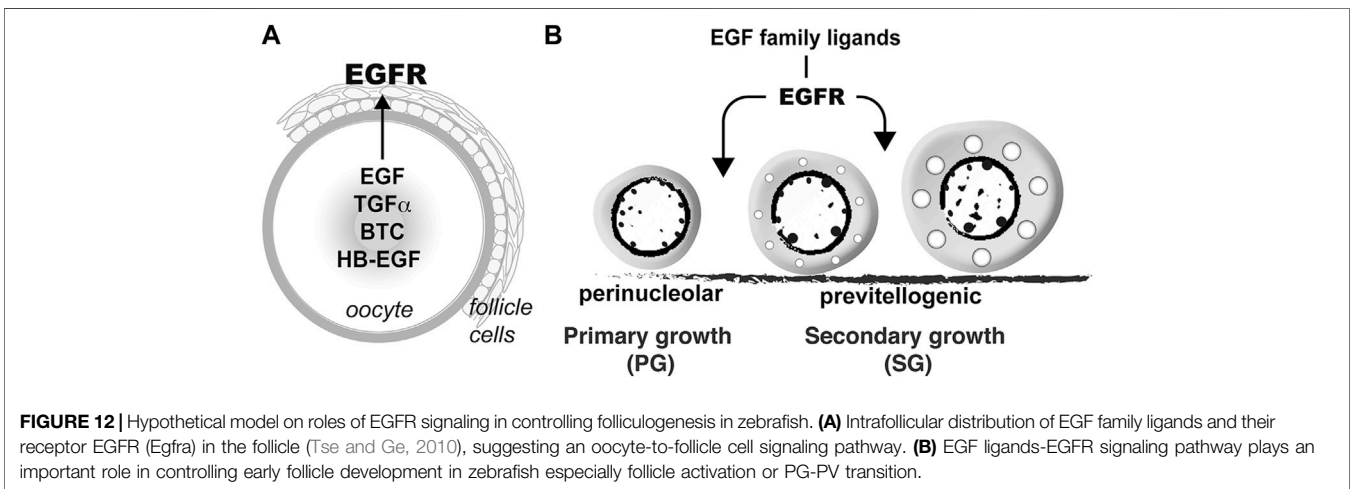 A
EGFR
EGF
TGFα
BTC
HB-EGF
oocyte
follicle
cells
B
EGF family ligands
EGFR
perinucleolar
previtellogenic
Primary growth
(PG)
Secondary growth
(SG)
FIGURE 12 | Hypothetical model on roles of EGFR signaling in controlling folliculogenesis in zebrafish. (A) Intrafollicular distribution of EGF family ligands and their
receptor EGFR (Egfra) in the follicle (Tse and Ge, 2010), suggesting an oocyte-to-follicle cell signaling pathway. (B) EGF ligands-EGFR signaling pathway plays an
important role in controlling early follicle development in zebrafish especially follicle activation or PG-PV transition.